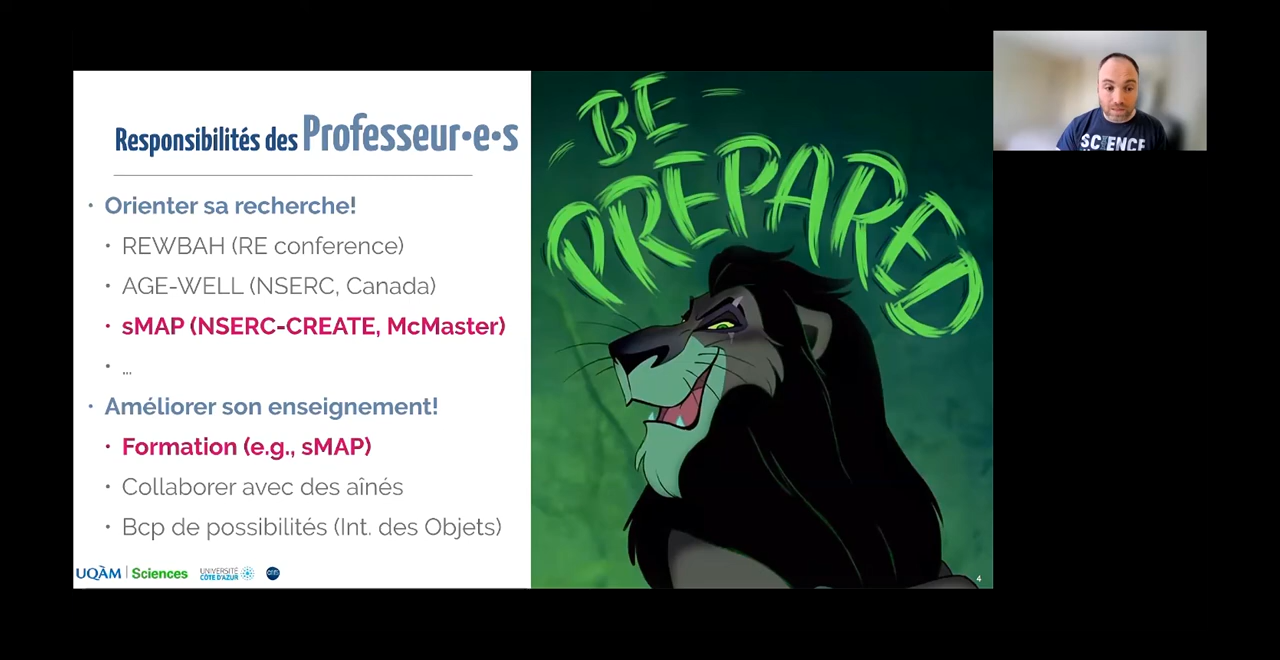 Responsibilités des Professeur•e•s
• Orienter sa recherche!
• REWBAH (RE conference)
• AGE-WELL (NSERC, Canada)
• sMAP (NSERC-CREATE, McMaster)
• ...
• Améliorer son enseignement!
• Formation (e.g., sMAP)
• Collaborer avec des aînés
• Bcp de possibilités (Int. des Objets)
UQÀM | Sciences
UNIVERSITÉ
CÔTE D'AZUR
BE
PREPARED
4
SCIENCE